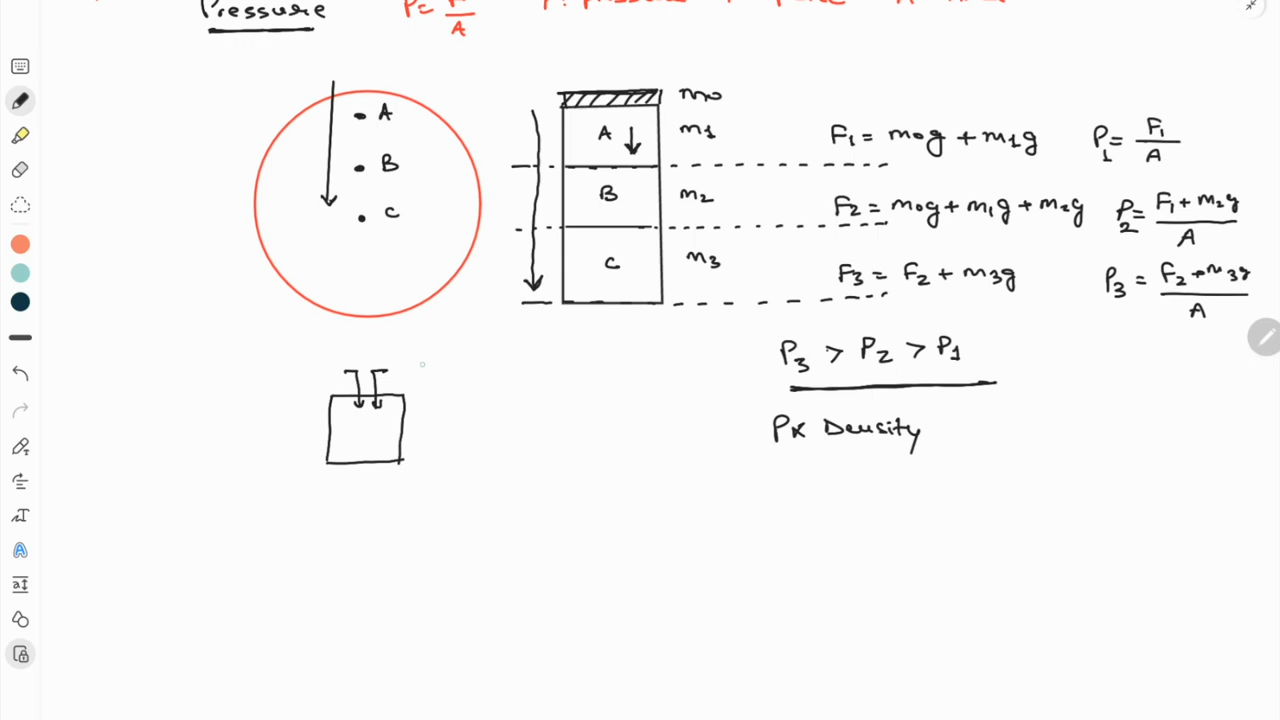 Pressure P = F/A
A
B
C
m0
A m1
B m2
C m3
F1 = m0g + m1g P1 = F1/A
F2 = m0g + m1g + m2g P2 = F1 + m2g/A
F3 = F2 + m3g P3 = F2 + m3g/A
P3 > P2 > P1
P∝ Density